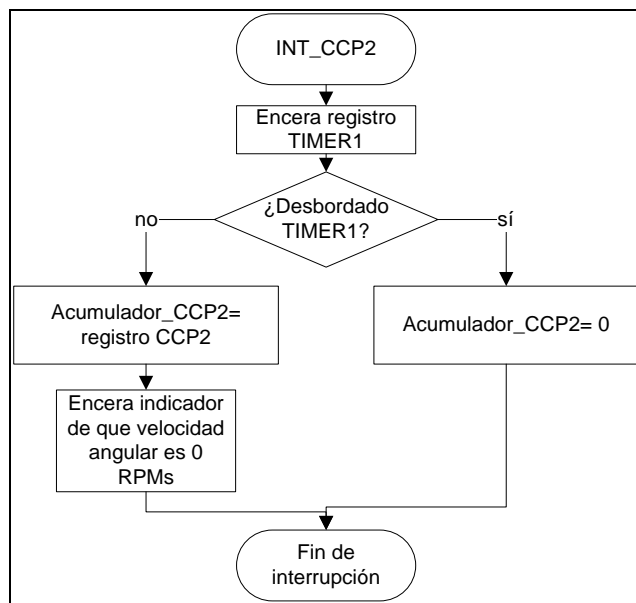 INT_CCP2
Encera registro
TIMER1
¿Desbordado
TIMER1?
no
sí
Acumulador_CCP2=
registro CCP2
Acumulador_CCP2= 0
Encera indicador
de que velocidad
angular es 0
RPMs
Fin de
interrupción